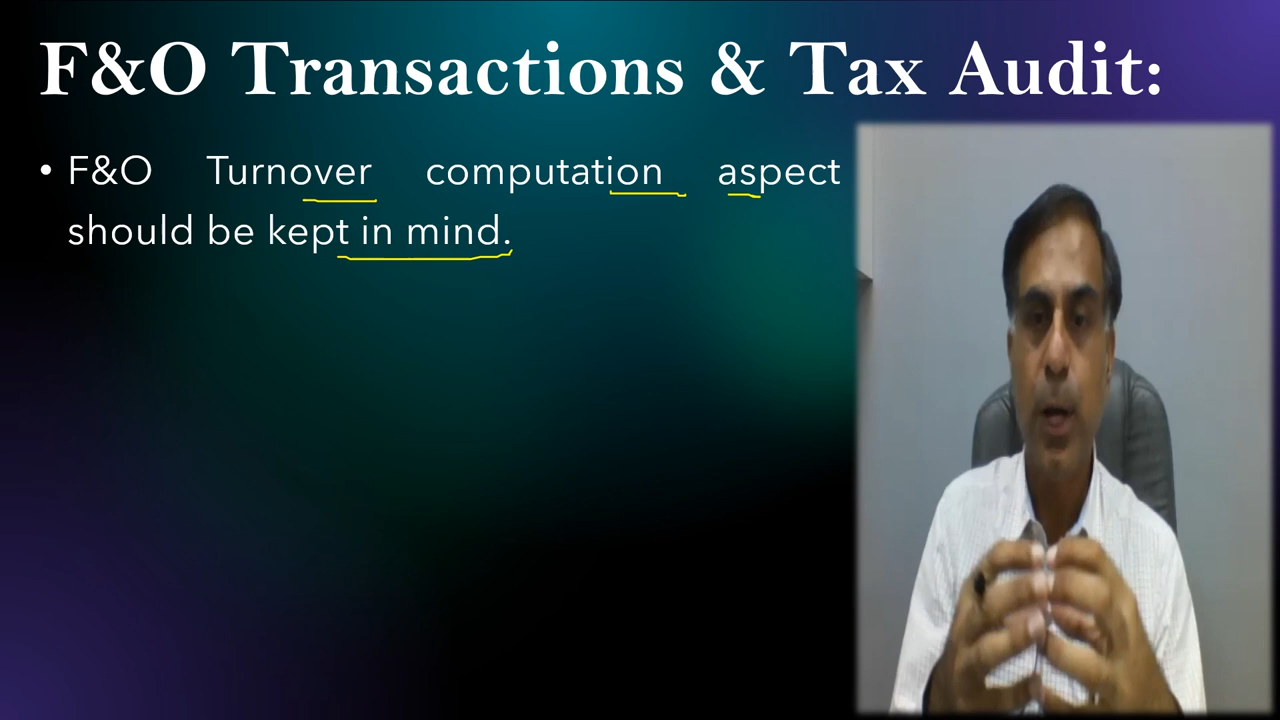 F&O Transactions & Tax Audit:
• F&O Turnover computation aspect
should be kept in mind.